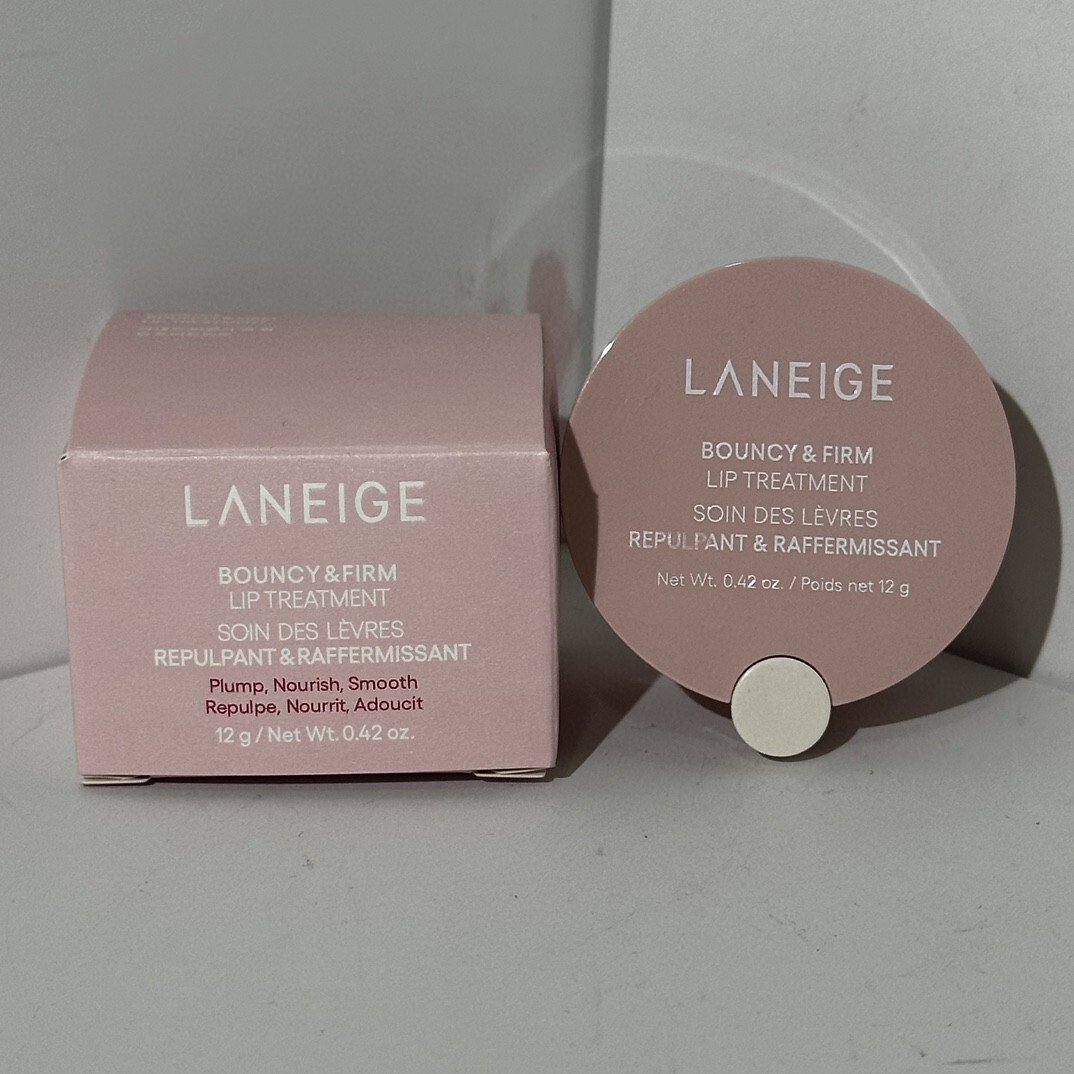 LANEIGE
BOUNCY & FIRM
LIP TREATMENT
SOIN DES LÈVRES
REPULPANT & RAFFERMISSANT
Plump, Nourish, Smooth
Repulpe, Nourrit, Adoucit
12 g / Net Wt. 0.42 oz.
LANEIGE
BOUNCY & FIRM
LIP TREATMENT
SOIN DES LÈVRES
REPULPANT & RAFFERMISSANT
Net Wt. 0.42 oz. / Poids net 12 g